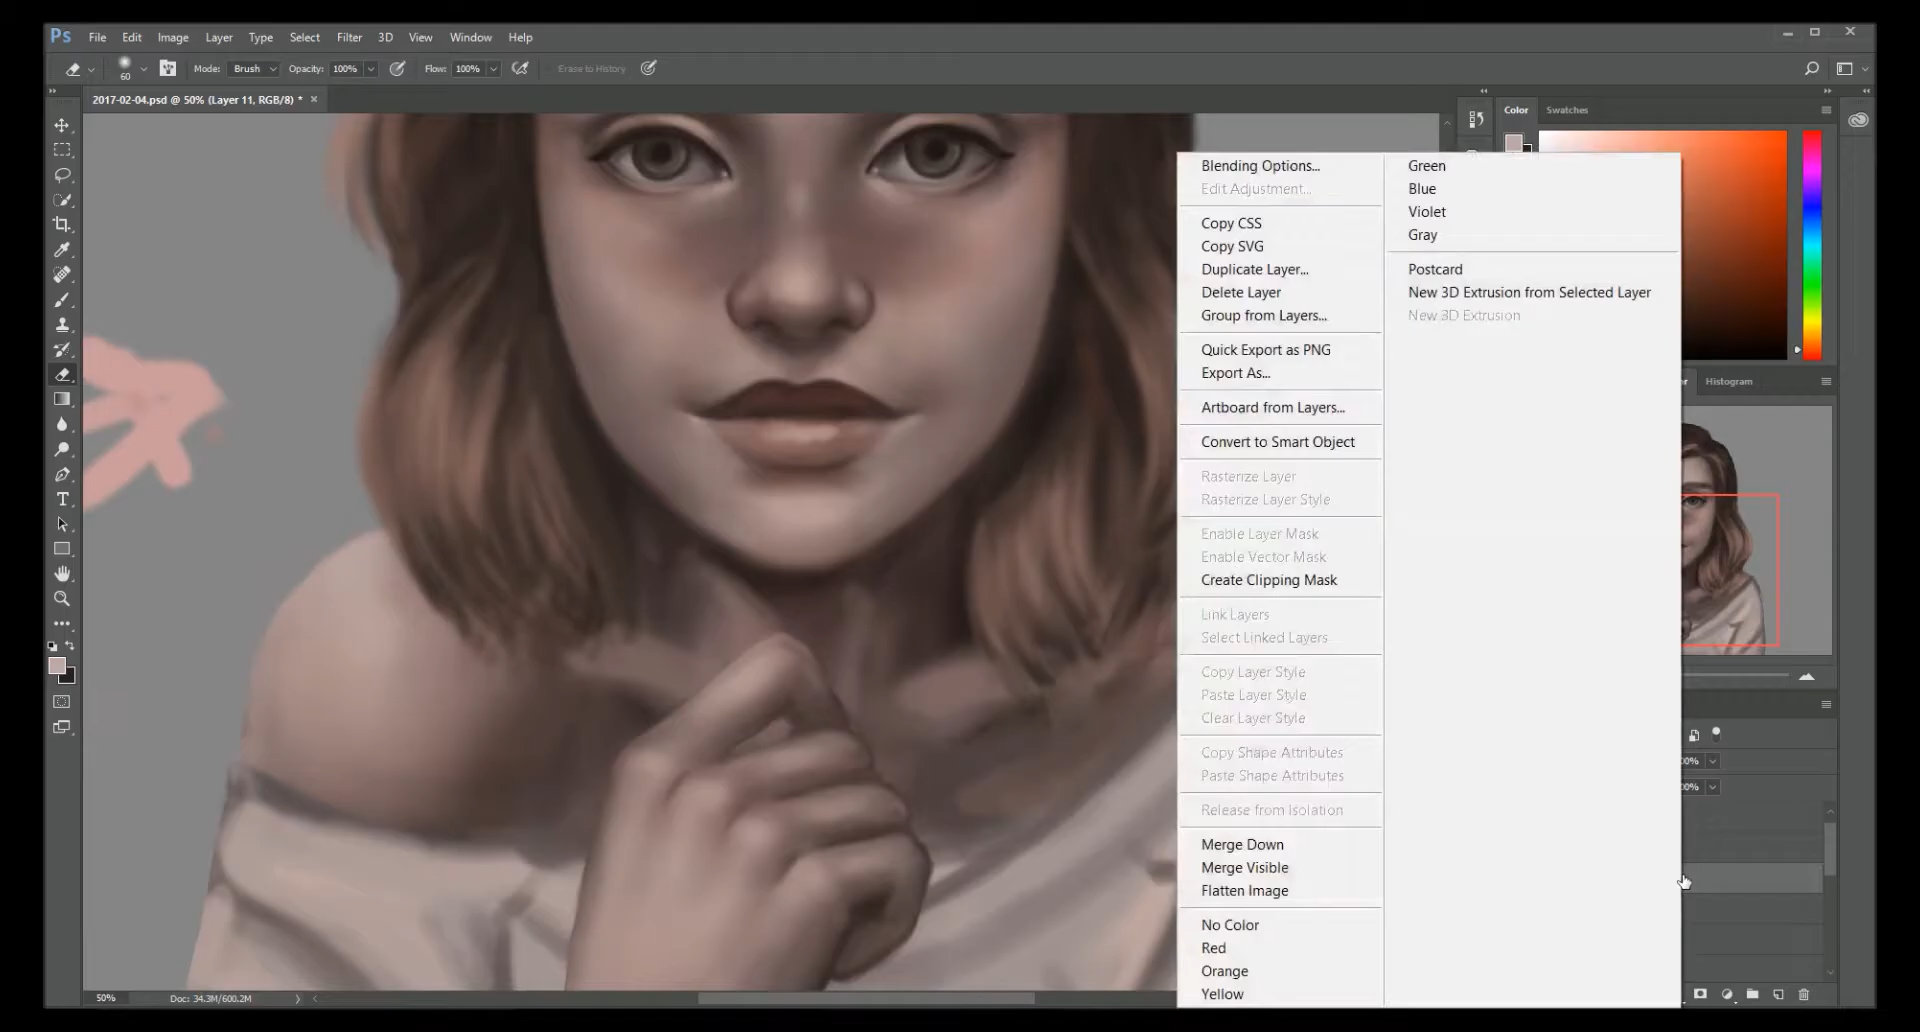 Ps File Edit Image Layer Type Select Filter 3D View Window Help
60 Mode: Brush Opacity: 100% Flow: 100% Erase to History
2017-02-04.psd @ 50% (Layer 11, RGB/8) * ×
Color Swatches
Blending Options...
Edit Adjustment...
Copy CSS
Copy SVG
Duplicate Layer...
Delete Layer
Group from Layers...
Quick Export as PNG
Export As...
Artboard from Layers...
Convert to Smart Object
Rasterize Layer
Rasterize Layer Style
Enable Layer Mask
Enable Vector Mask
Create Clipping Mask
Link Layers
Select Linked Layers
Copy Layer Style
Paste Layer Style
Clear Layer Style
Copy Shape Attributes
Paste Shape Attributes
Release from Isolation
Merge Down
Merge Visible
Flatten Image
No Color
Red
Orange
Yellow
Green
Blue
Violet
Gray
Postcard
New 3D Extrusion from Selected Layer
New 3D Extrusion
Histogram
50% Doc: 34.3M/600.2M